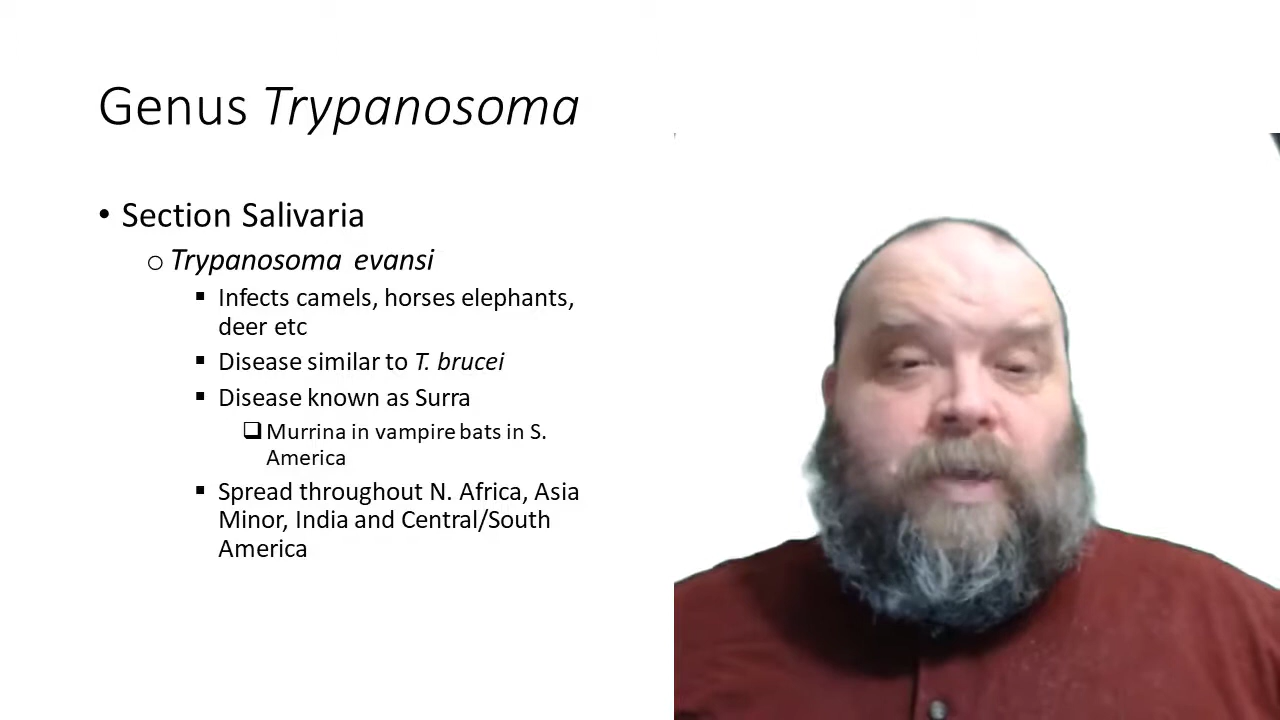 Genus Trypanosoma
• Section Salivaria
o Trypanosoma evansi
▪ Infects camels, horses elephants,
deer etc
▪ Disease similar to T. brucei
▪ Disease known as Surra
❑ Murrina in vampire bats in S.
America
▪ Spread throughout N. Africa, Asia
Minor, India and Central/South
America